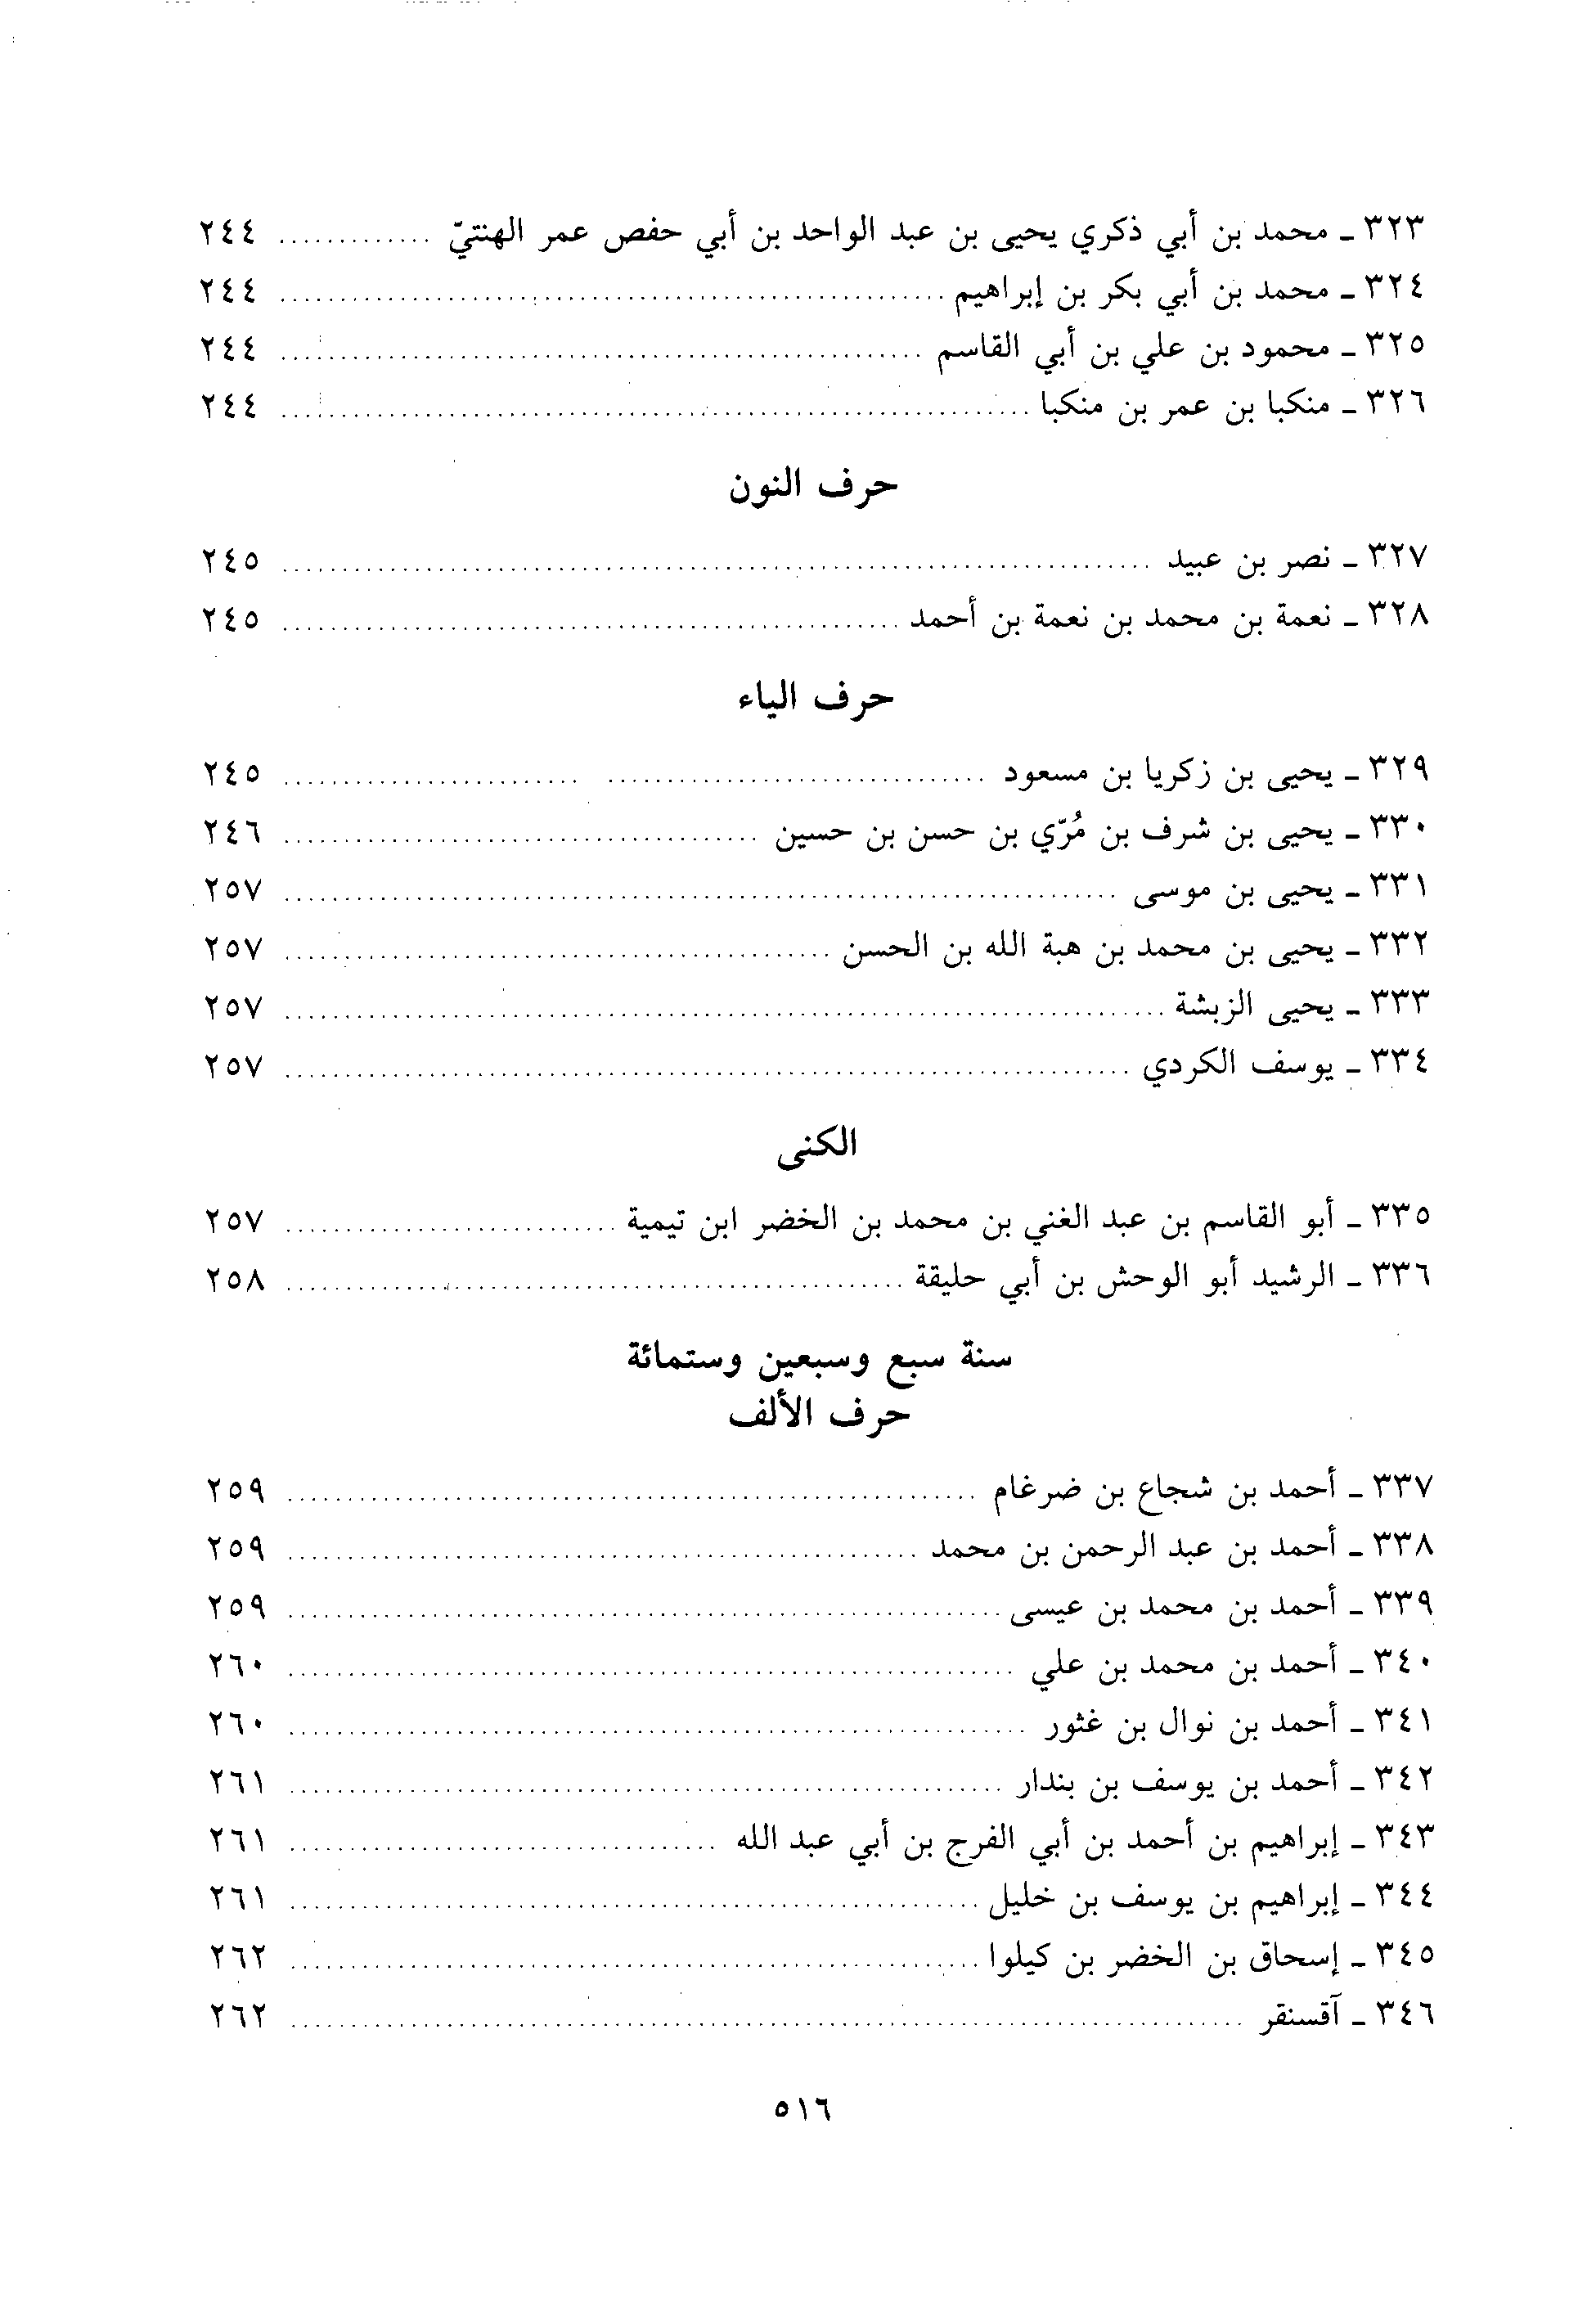 ٣٢٣ ـ محمد بن أبي ذكري يحيى بن عبد الواحد بن أبي حفص عمر الهنتيّ ............. ٢٤٤
٣٢٤ ـ محمد بن أبي بكر بن إبراهيم ............. ٢٤٤
٣٢٥ ـ محمود بن علي بن أبي القاسم ............. ٢٤٤
٣٢٦ ـ منكبا بن عمر بن منكبا ............. ٢٤٤
حرف النون
٣٢٧ ـ نصر بن عبيد ............. ٢٤٥
٣٢٨ ـ نعمة بن محمد بن نعمة بن أحمد ............. ٢٤٥
حرف الياء
٣٢٩ ـ يحيى بن زكريا بن مسعود ............. ٢٤٥
٣٣٠ ـ يحيى بن شرف بن مُرّي بن حسن بن حسين ............. ٢٤٦
٣٣١ ـ يحيى بن موسى ............. ٢٥٧
٣٣٢ ـ يحيى بن محمد بن هبة الله بن الحسن ............. ٢٥٧
٣٣٣ ـ يحيى الزبشة ............. ٢٥٧
٣٣٤ ـ يوسف الكردي ............. ٢٥٧
الكنى
٣٣٥ ـ أبو القاسم بن عبد الغني بن محمد بن الخضر ابن تيمية ............. ٢٥٧
٣٣٦ ـ الرشيد أبو الوحش بن أبي حليقة ............. ٢٥٨
سنة سبع وسبعين وستمائة
حرف الألف
٣٣٧ ـ أحمد بن شجاع بن ضرغام ............. ٢٥٩
٣٣٨ ـ أحمد بن عبد الرحمن بن محمد ............. ٢٥٩
٣٣٩ ـ أحمد بن محمد بن عيسى ............. ٢٥٩
٣٤٠ ـ أحمد بن محمد بن علي ............. ٢٦٠
٣٤١ ـ أحمد بن نوال بن غثور ............. ٢٦٠
٣٤٢ ـ أحمد بن يوسف بن بندار ............. ٢٦١
٣٤٣ ـ إبراهيم بن أحمد بن أبي الفرج بن أبي عبد الله ............. ٢٦١
٣٤٤ ـ إبراهيم بن يوسف بن خليل ............. ٢٦١
٣٤٥ ـ إسحاق بن الخضر بن كيلوا ............. ٢٦٢
٣٤٦ ـ آقسنقر ............. ٢٦٢
٥١٦